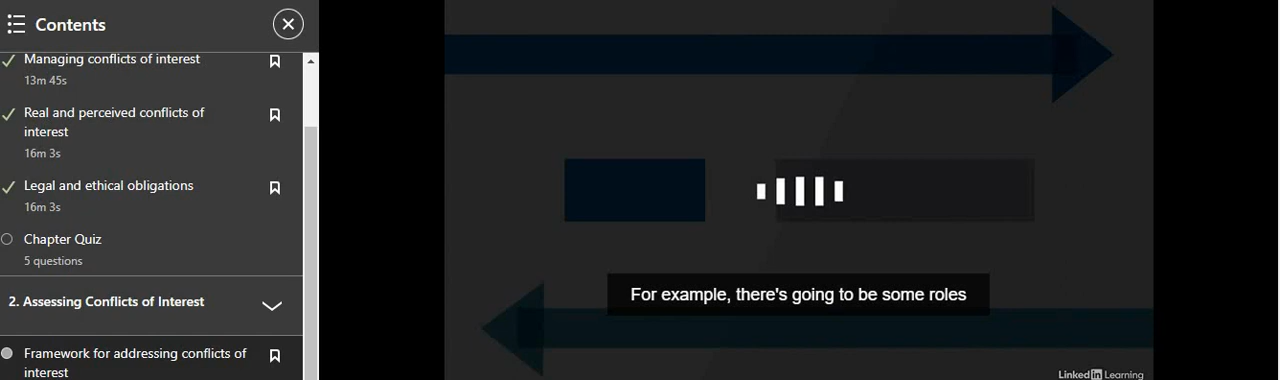 Contents
Managing conflicts of interest
13m 45s
Real and perceived conflicts of
interest
16m 3s
Legal and ethical obligations
16m 3s
Chapter Quiz
5 questions
2. Assessing Conflicts of Interest
Framework for addressing conflicts of
interest
For example, there's going to be some roles
Linked in Learning